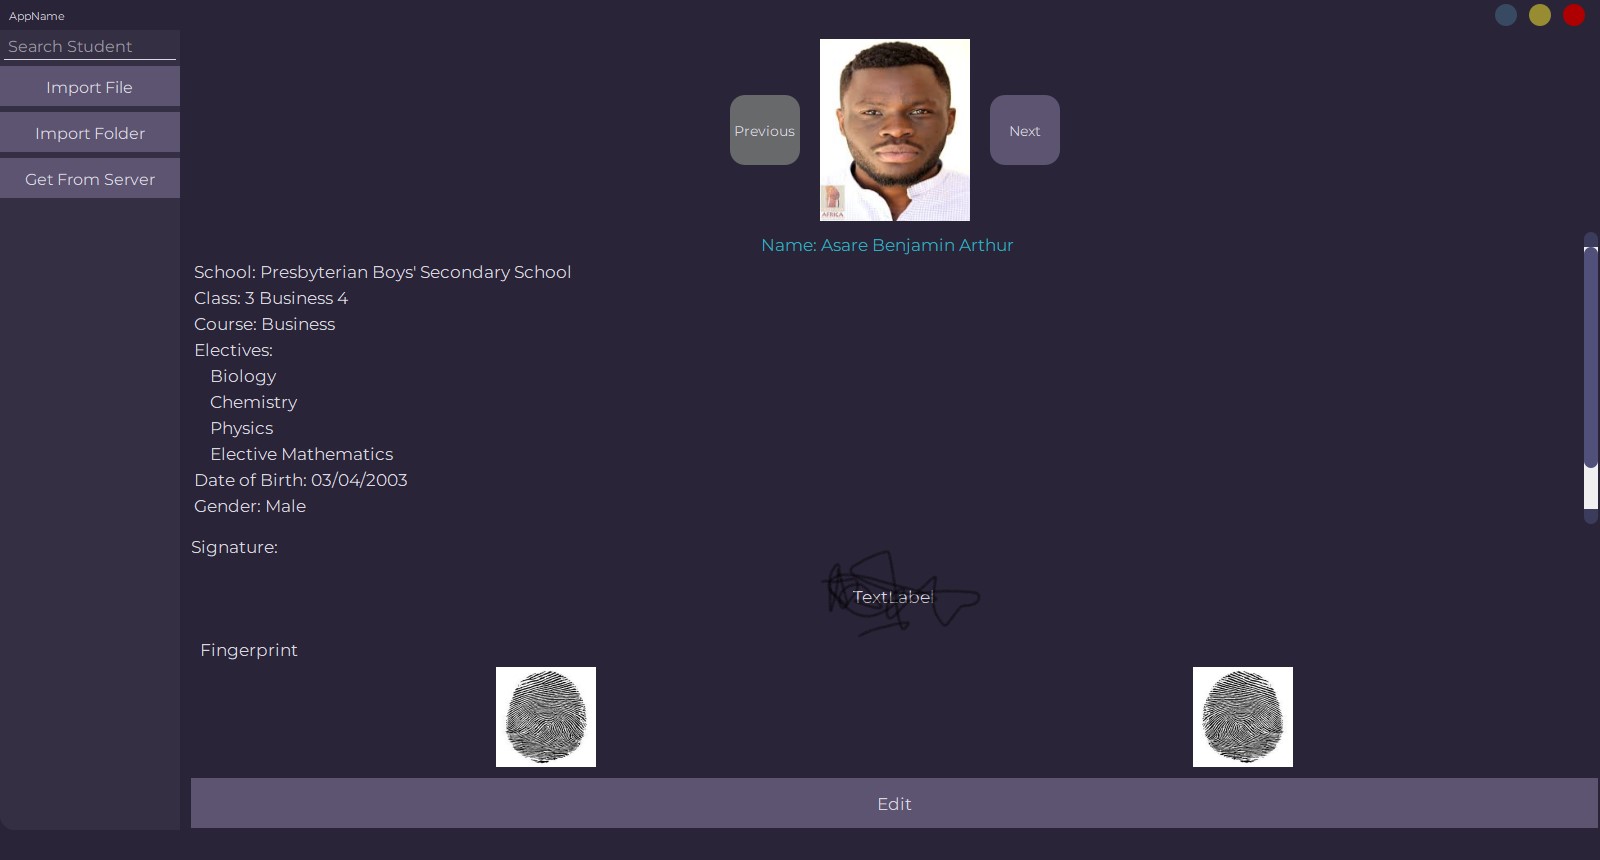 AppName
Search Student
Import File
Import Folder
Get From Server
Previous
Next
AFRIKA
Name: Asare Benjamin Arthur
School: Presbyterian Boys' Secondary School
Class: 3 Business 4
Course: Business
Electives:
Biology
Chemistry
Physics
Elective Mathematics
Date of Birth: 03/04/2003
Gender: Male
Signature:
TextLabel
Fingerprint
Edit